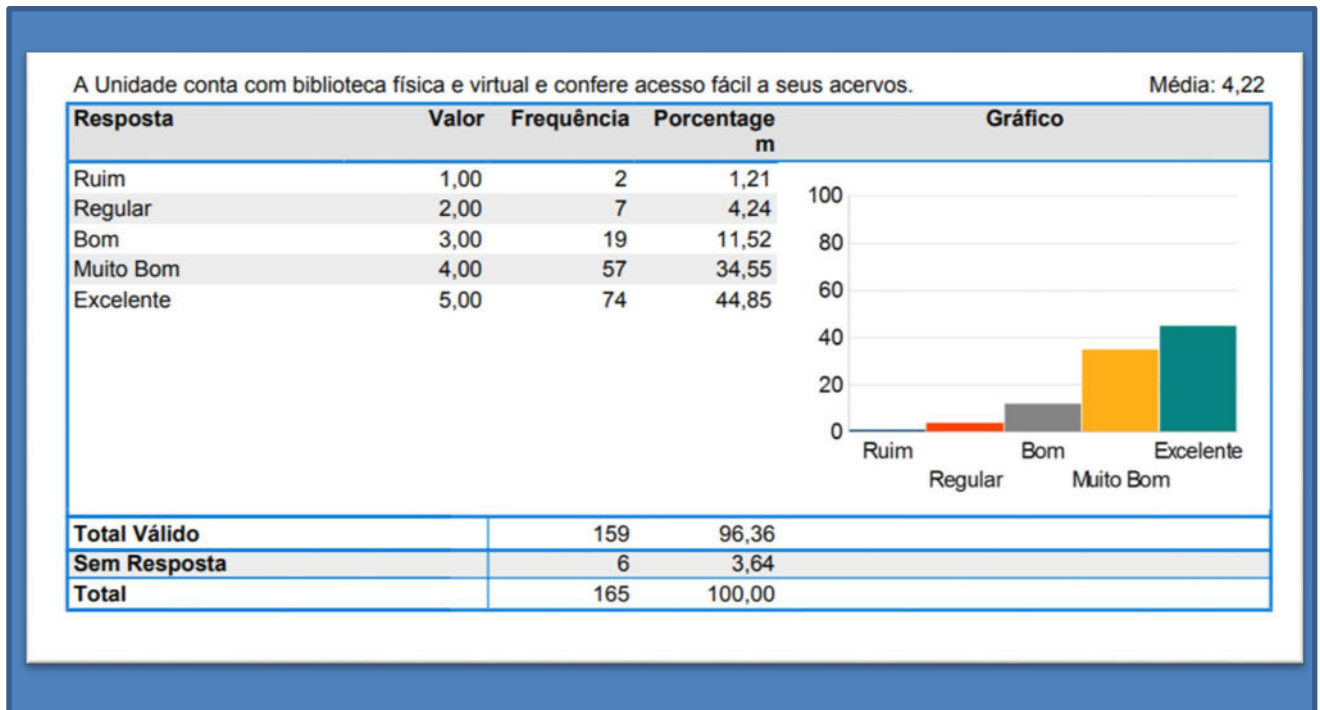 A Unidade conta com biblioteca física e virtual e confere acesso fácil a seus acervos. Média: 4,22
Resposta Valor Frequência Porcentage
m Gráfico
Ruim 1,00 2 1,21
Regular 2,00 7 4,24
Bom 3,00 19 11,52
Muito Bom 4,00 57 34,55
Excelente 5,00 74 44,85
100
80
60
40
20
0
Ruim Bom Excelente
Regular Muito Bom
Total Válido 159 96,36
Sem Resposta 6 3,64
Total 165 100,00